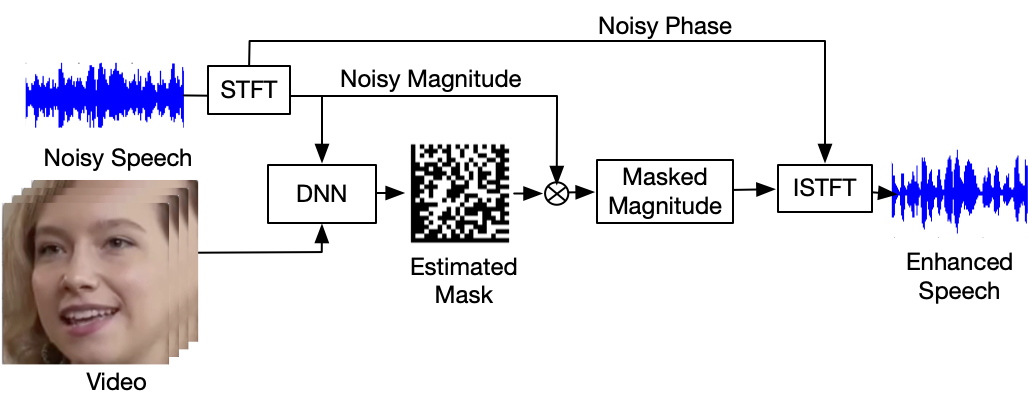 Noisy Phase
STFT
Noisy Magnitude
Noisy Speech
DNN
Masked
Magnitude
ISTFT
Estimated
Mask
Enhanced
Speech
Video